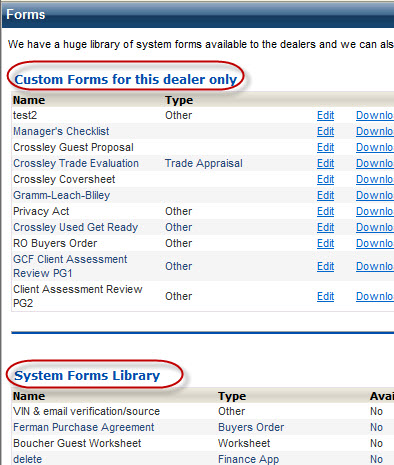 Forms
We have a huge library of system forms available to the dealers and we can als
Custom Forms for this dealer only
Name Type
test2 Other Edit Downlo
Manager's Checklist Edit Downlo
Crossley Guest Proposal Edit Downlo
Crossley Trade Evaluation Trade Appraisal Edit Downlo
Crossley Coversheet Edit Downlo
Gramm-Leach-Bliley Edit Downlo
Privacy Act Other Edit Downlo
Crossley Used Get Ready Other Edit Downlo
RO Buyers Order Other Edit Downlo
GCF Client Assessment
Review PG1 Other Edit Downlo
Client Assessment Review
PG2 Other Edit Downlo
System Forms Library
Name Type Avai
VIN & email verification/source Other No
Ferman Purchase Agreement Buyers Order No
Boucher Guest Worksheet Worksheet No
delete Finance App No